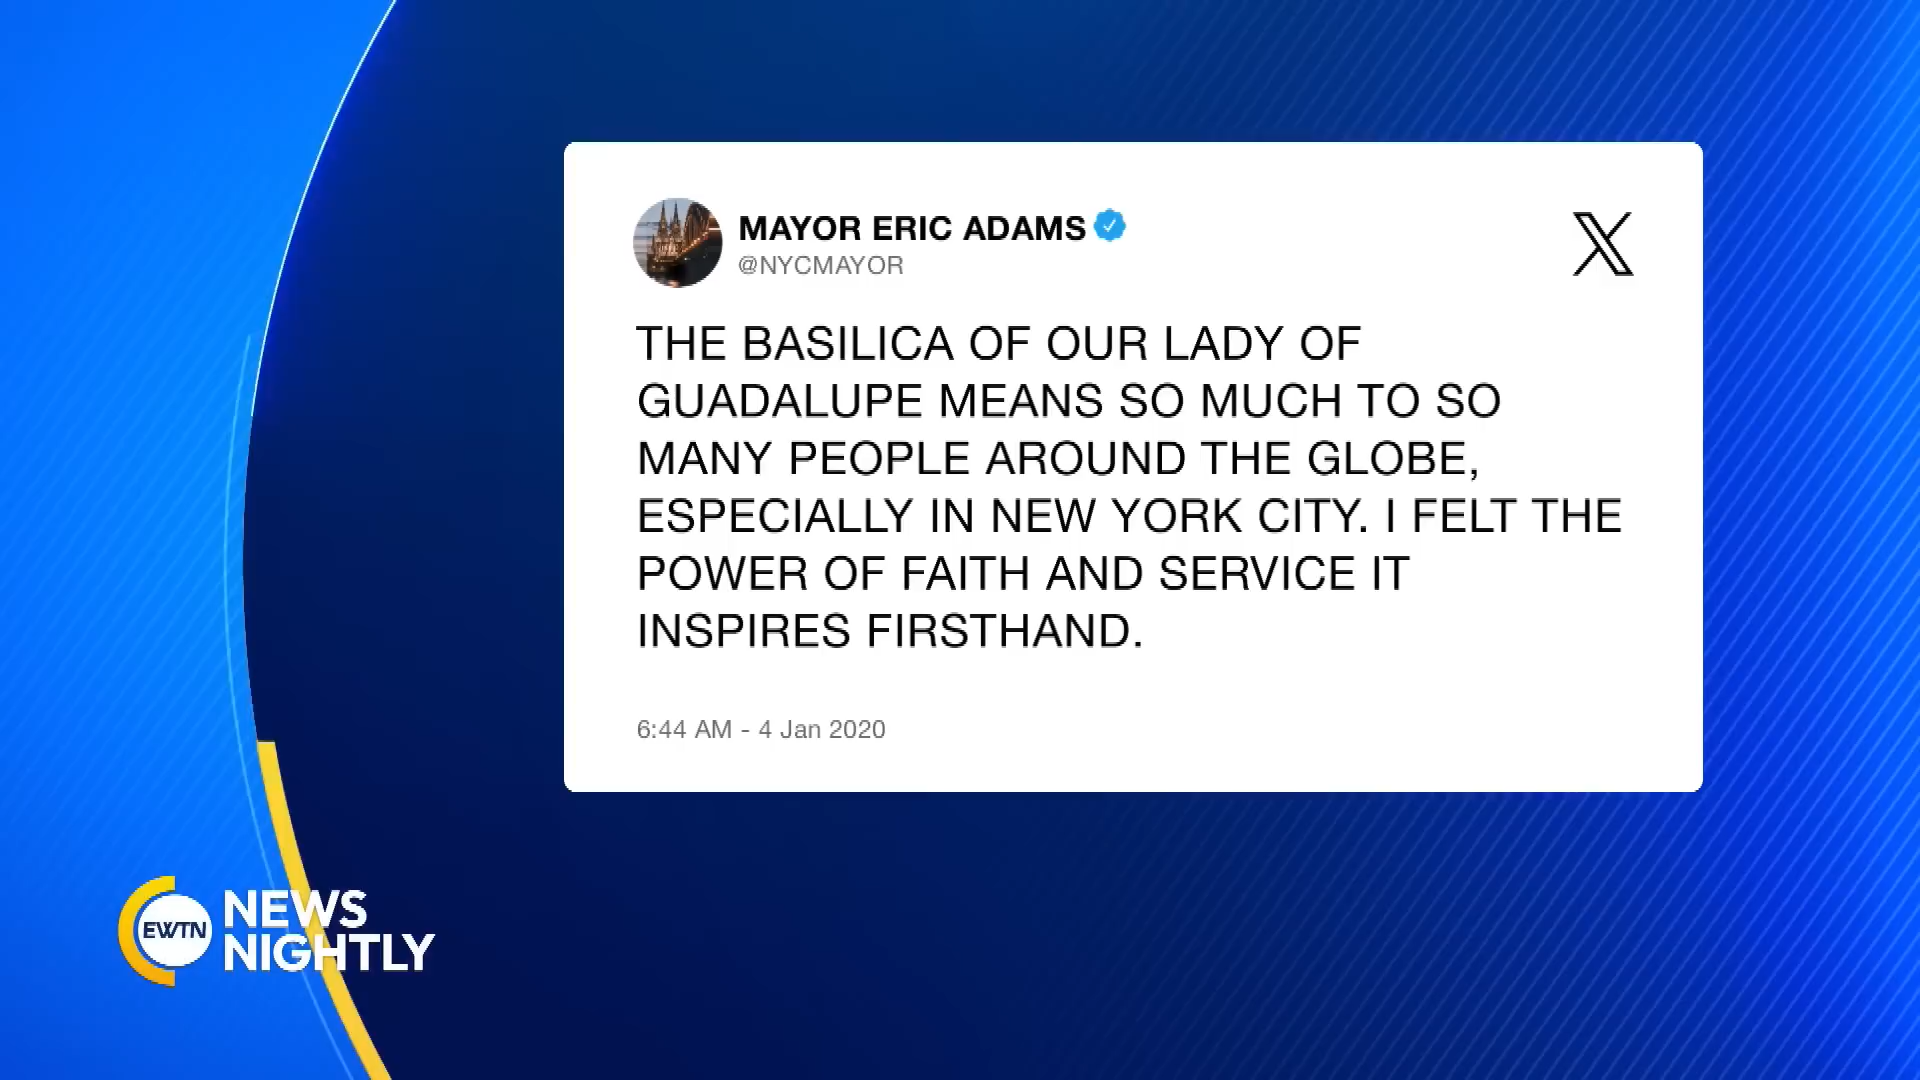 MAYOR ERIC ADAMS
@NYCMAYOR
THE BASILICA OF OUR LADY OF
GUADALUPE MEANS SO MUCH TO SO
MANY PEOPLE AROUND THE GLOBE,
ESPECIALLY IN NEW YORK CITY. I FELT THE
POWER OF FAITH AND SERVICE IT
INSPIRES FIRSTHAND.
6:44 AM - 4 Jan 2020
EWTN
NEWS
NIGHTLY